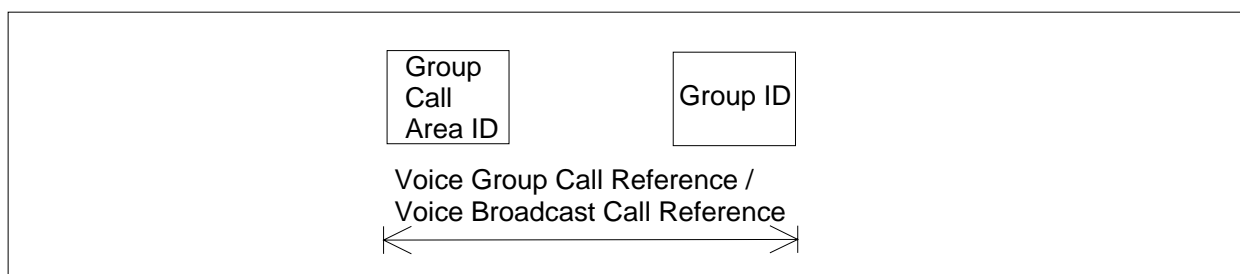 Group
Call
Area ID
Group ID
Voice Group Call Reference /
Voice Broadcast Call Reference